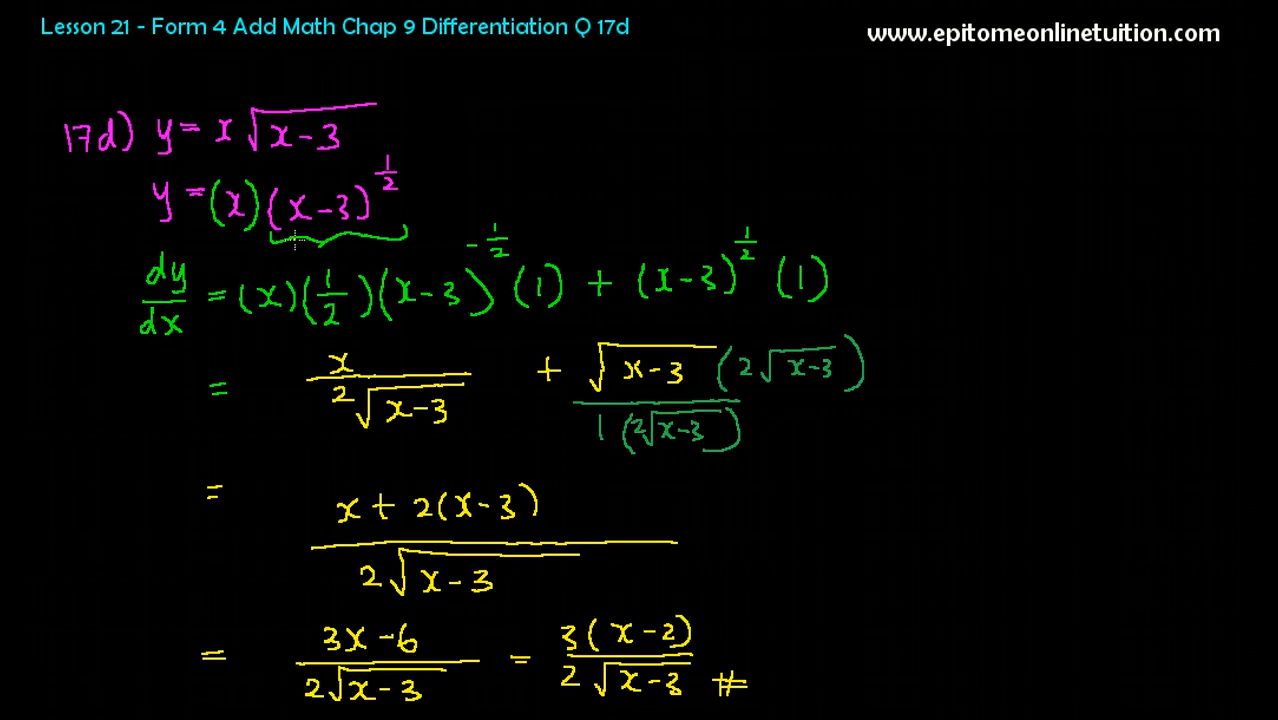 Lesson 21 - Form 4 Add Math Chap 9 Differentiation Q 17d
www.epitomeonlinetuition.com
17d) y = x √(x-3)
y = (x)(x-3)^(1/2)
dy/dx = (x)(1/2)(x-3)^(-1/2) (1) + (x-3)^(1/2) (1)
= x/(2√(x-3)) + √(x-3) (2√(x-3))/(1(2√(x-3)))
= (x + 2(x-3))/(2√(x-3))
= (3x-6)/(2√(x-3)) = 3(x-2)/(2√(x-3)) #